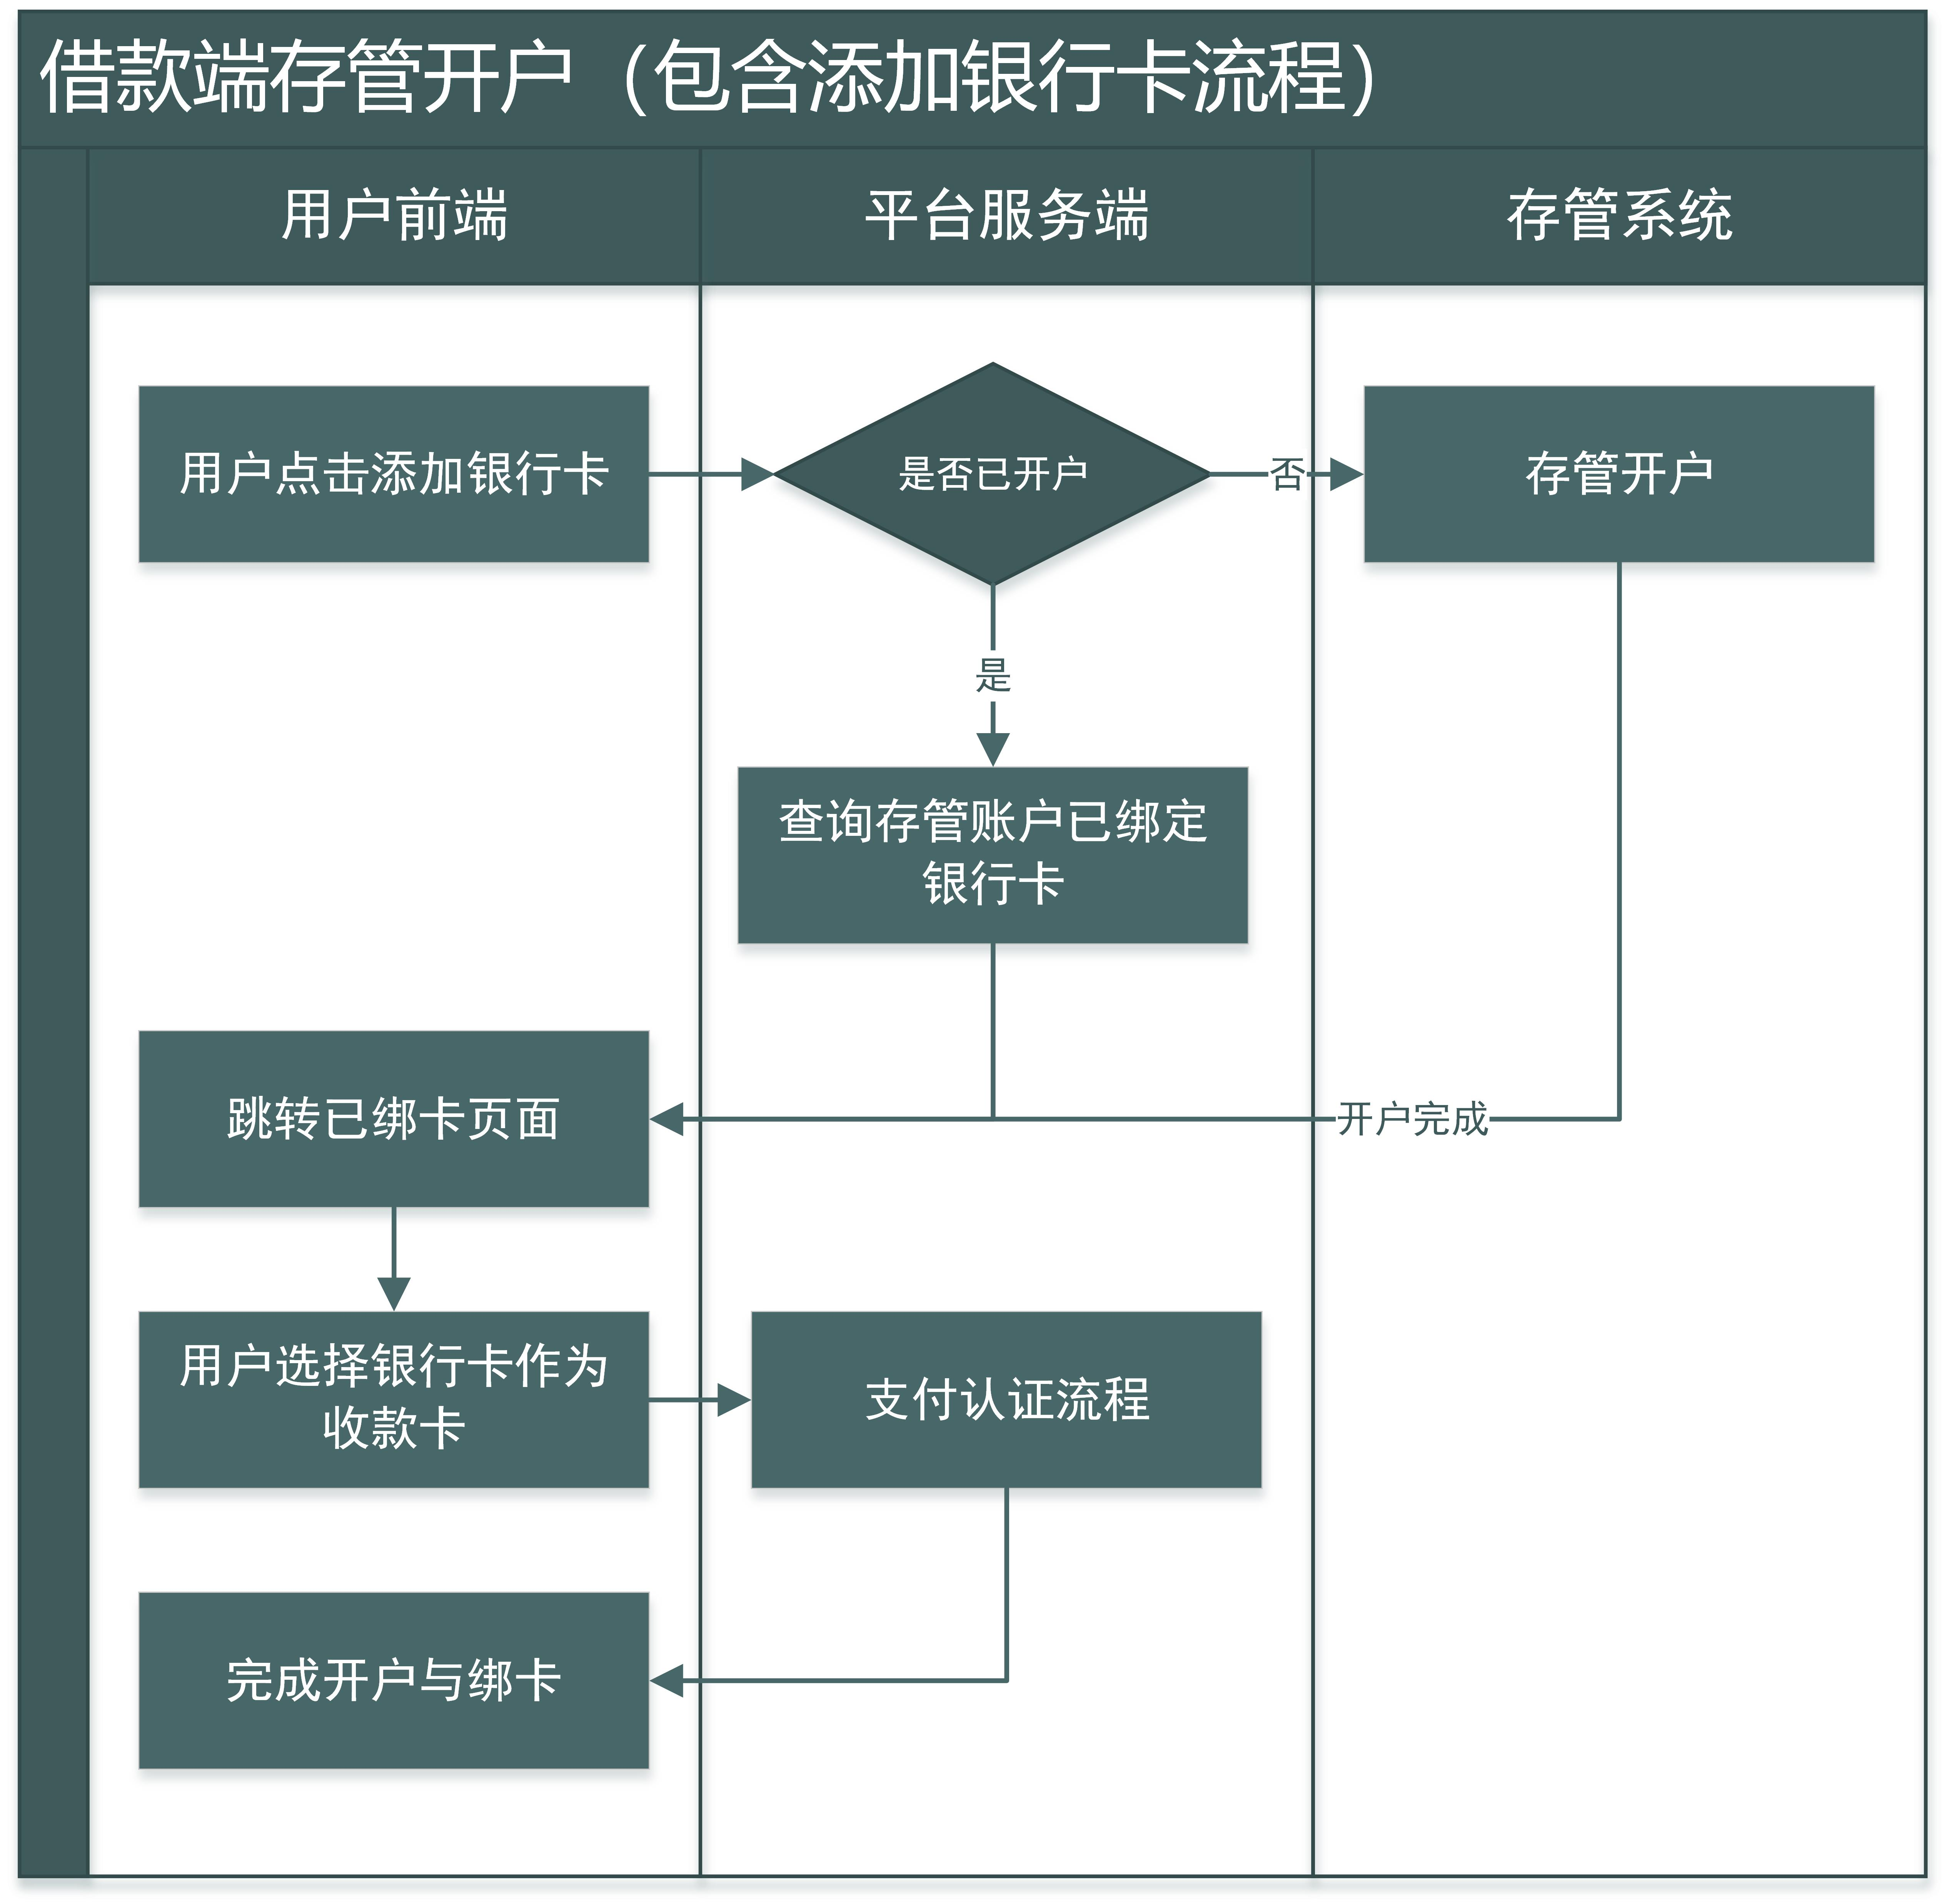 借款端存管开户（包含添加银行卡流程）
用户前端
平台服务端
存管系统
用户点击添加银行卡
是否已开户
否
存管开户
是
查询存管账户已绑定
银行卡
跳转已绑卡页面
开户完成
用户选择银行卡作为
收款卡
支付认证流程
完成开户与绑卡